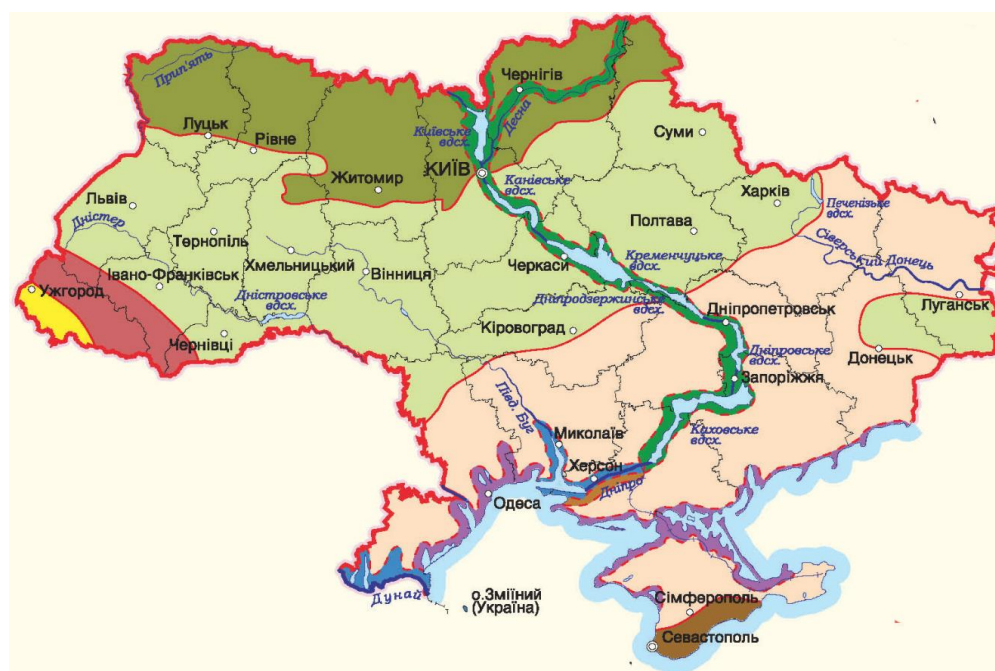 Прип'ять
Чернігів
Десна
Луцьк
Рівне
Київське
вдсх.
Суми
КИЇВ
Житомир
Канівське
вдсх.
Харків
Печенізьке
вдсх.
Львів
Дністер
Тернопіль
Полтава
Хмельницький
Вінниця
Черкаси
Кременчуцьке
вдсх.
Сіверський Донець
Івано-Франківськ
Ужгород
Дністровське
вдсх.
Дніпродзержинське
вдсх.
Луганськ
Чернівці
Кіровоград
Дніпропетровськ
Дніпровське
вдсх.
Донецьк
Запоріжжя
Півд. Буг
Миколаїв
Каховське
вдсх.
Херсон
Дніпро
Одеса
Дунай
о.Зміїний
(Україна)
Сімферополь
Севастополь